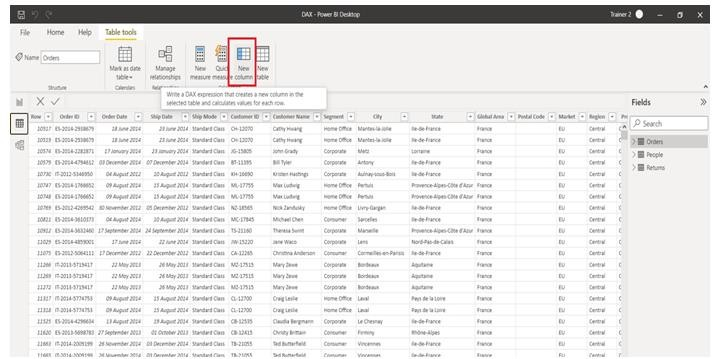 DAX - Power BI Desktop
Trainer 2
File Home Help Table tools
Name Orders
Mark as date table
Manage relationships
New measure
Quick measure
New column
New table
Structure
Calendars
Relationships
Write a DAX expression that creates a new column in the
selected table and calculates values for each row.
Row Order ID Order Date Ship Date Ship Mode Customer ID Customer Name Segment City State Global Area Postal Code Market Region
10517 ES-2014-2938679 18 June 2014 23 June 2014 Standard Class CH-12070 Cathy Hwang Home Office Mantes-la-Jolie Ile-de-France France EU Central
10519 ES-2014-2938679 18 June 2014 23 June 2014 Standard Class CH-12070 Cathy Hwang Home Office Mantes-la-Jolie Ile-de-France France EU Central
10574 ES-2014-2282871 17 January 2014 23 January 2014 Standard Class JG-15805 John Grady Corporate Metz Lorraine France EU Central
10579 ES-2014-4794612 03 December 2014 07 December 2014 Standard Class BT-11395 Bill Tyler Corporate Antony Ile-de-France France EU Central
10730 IT-2012-5346950 04 August 2012 10 August 2012 Standard Class KH-16690 Kristen Hastings Corporate Aulnay-sous-Bois Ile-de-France France EU Central
10747 ES-2014-1766652 09 August 2014 15 August 2014 Standard Class ML-17755 Max Ludwig Home Office Pertuis Provence-Alpes-Côte d'Azur France EU Central
10748 ES-2014-1766652 09 August 2014 15 August 2014 Standard Class ML-17755 Max Ludwig Home Office Pertuis Provence-Alpes-Côte d'Azur France EU Central
10769 ES-2012-4269542 30 November 2012 05 December 2012 Standard Class NZ-18565 Nick Zandusky Home Office Livry-Gargan Ile-de-France France EU Central
10811 ES-2014-3610373 04 August 2014 10 August 2014 Standard Class MC-17845 Michael Chen Consumer Sarcelles Ile-de-France France EU Central
10912 ES-2014-3632460 17 September 2014 24 September 2014 Standard Class TS-21160 Theresa Swint Corporate Marseille Provence-Alpes-Côte d'Azur France EU Central
11029 ES-2014-4859001 17 June 2014 22 June 2014 Standard Class JW-15220 Jane Waco Corporate Lens Nord-Pas-de-Calais France EU Central
11075 ES-2012-5064111 17 December 2012 22 December 2012 Standard Class CA-12265 Christina Anderson Consumer Cormeilles-en-Parisis Ile-de-France France EU Central
11266 IT-2013-5719417 22 May 2013 26 May 2013 Standard Class MZ-17515 Mary Zewe Corporate Bordeaux Aquitaine France EU Central
11269 IT-2013-5719417 22 May 2013 26 May 2013 Standard Class MZ-17515 Mary Zewe Corporate Bordeaux Aquitaine France EU Central
11272 IT-2013-5719417 22 May 2013 26 May 2013 Standard Class MZ-17515 Mary Zewe Corporate Bordeaux Aquitaine France EU Central
11317 IT-2014-5774753 09 August 2014 15 August 2014 Standard Class CL-12700 Craig Leslie Home Office Laval Pays de la Loire France EU Central
11318 IT-2014-5774753 09 August 2014 15 August 2014 Standard Class CL-12700 Craig Leslie Home Office Laval Pays de la Loire France EU Central
11525 ES-2014-4296634 13 August 2014 19 August 2014 Standard Class CB-12535 Claudia Bergmann Corporate Le Chesnay Ile-de-France France EU Central
11620 ES-2013-5698783 27 September 2013 01 October 2013 Standard Class CB-12415 Christy Brittain Consumer Firminy Rhône-Alpes France EU Central
11663 IT-2014-2009199 26 November 2014 03 December 2014 Standard Class TB-21055 Ted Butterfield Consumer Vincennes Ile-de-France France EU Central
11665 IT-2014-2009199 26 November 2014 03 December 2014 Standard Class TB-21055 Ted Butterfield Consumer Vincennes Ile-de-France France EU Central
Fields
Search
Orders
People
Returns